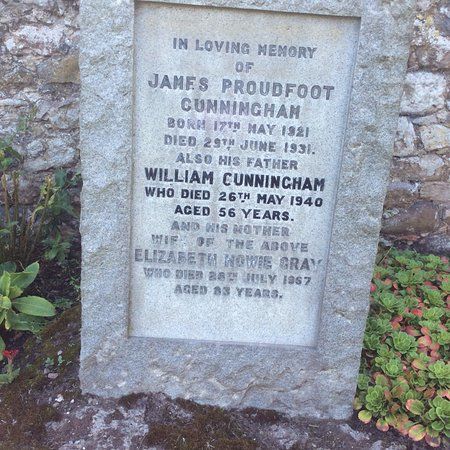 IN LOVING MEMORY
OF
JAMES PROUDFOOT
CUNNINGHAM
BORN 17TH MAY 1921
DIED 29TH JUNE 1931.
ALSO HIS FATHER
WILLIAM CUNNINGHAM
WHO DIED 26TH MAY 1940
AGED 56 YEARS.
AND HIS MOTHER
WIFE OF THE ABOVE
ELIZABETH HOWIE GRAY
WHO DIED JULY 1967
AGED 83 YEARS.